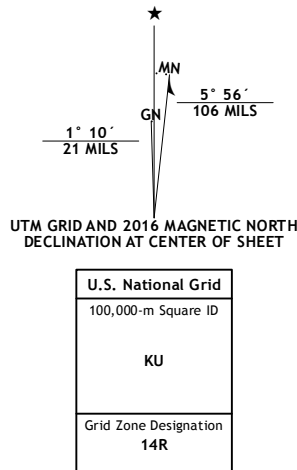 ★
MN
GN
5° 56´
106 MILS
1° 10´
21 MILS
UTM GRID AND 2016 MAGNETIC NORTH
DECLINATION AT CENTER OF SHEET
U.S. National Grid
100,000-m Square ID
KU
Grid Zone Designation
14R